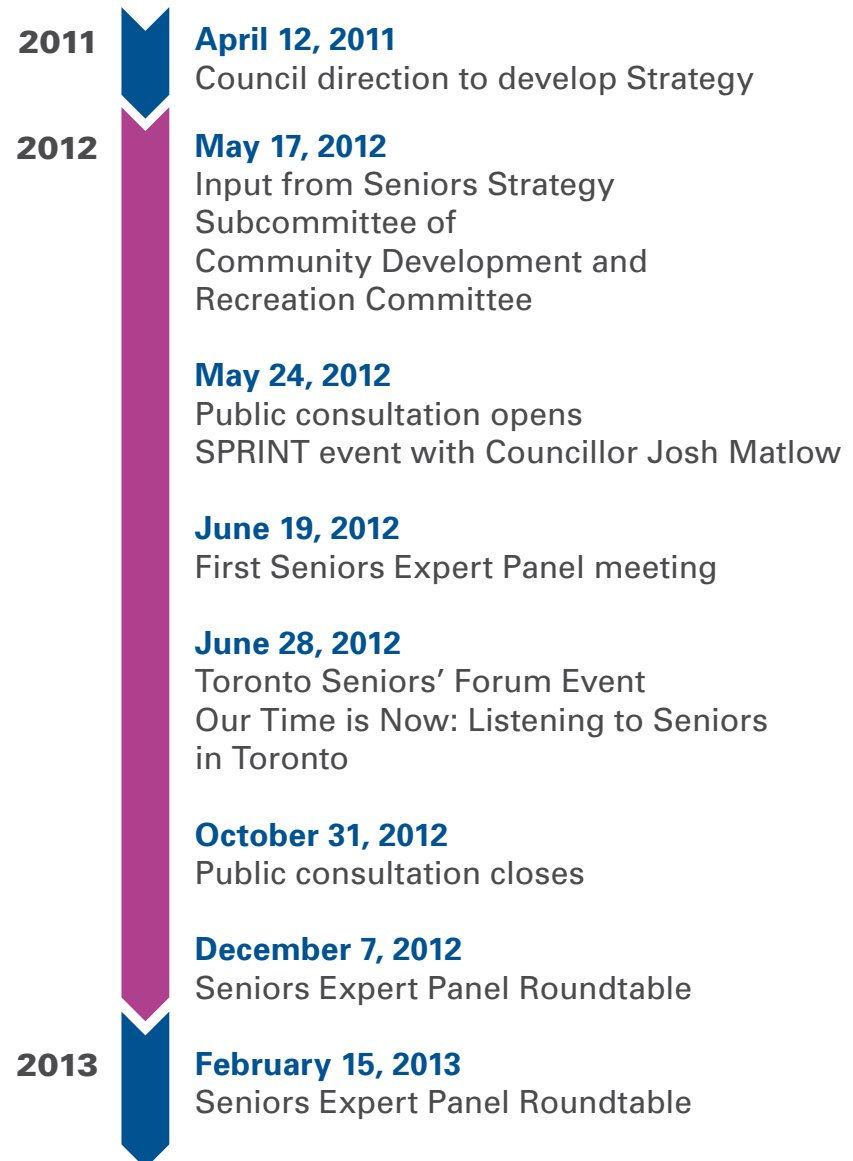 2011
April 12, 2011
Council direction to develop Strategy
2012
May 17, 2012
Input from Seniors Strategy
Subcommittee of
Community Development and
Recreation Committee
May 24, 2012
Public consultation opens
SPRINT event with Councillor Josh Matlow
June 19, 2012
First Seniors Expert Panel meeting
June 28, 2012
Toronto Seniors’ Forum Event
Our Time is Now: Listening to Seniors
in Toronto
October 31, 2012
Public consultation closes
December 7, 2012
Seniors Expert Panel Roundtable
2013
February 15, 2013
Seniors Expert Panel Roundtable